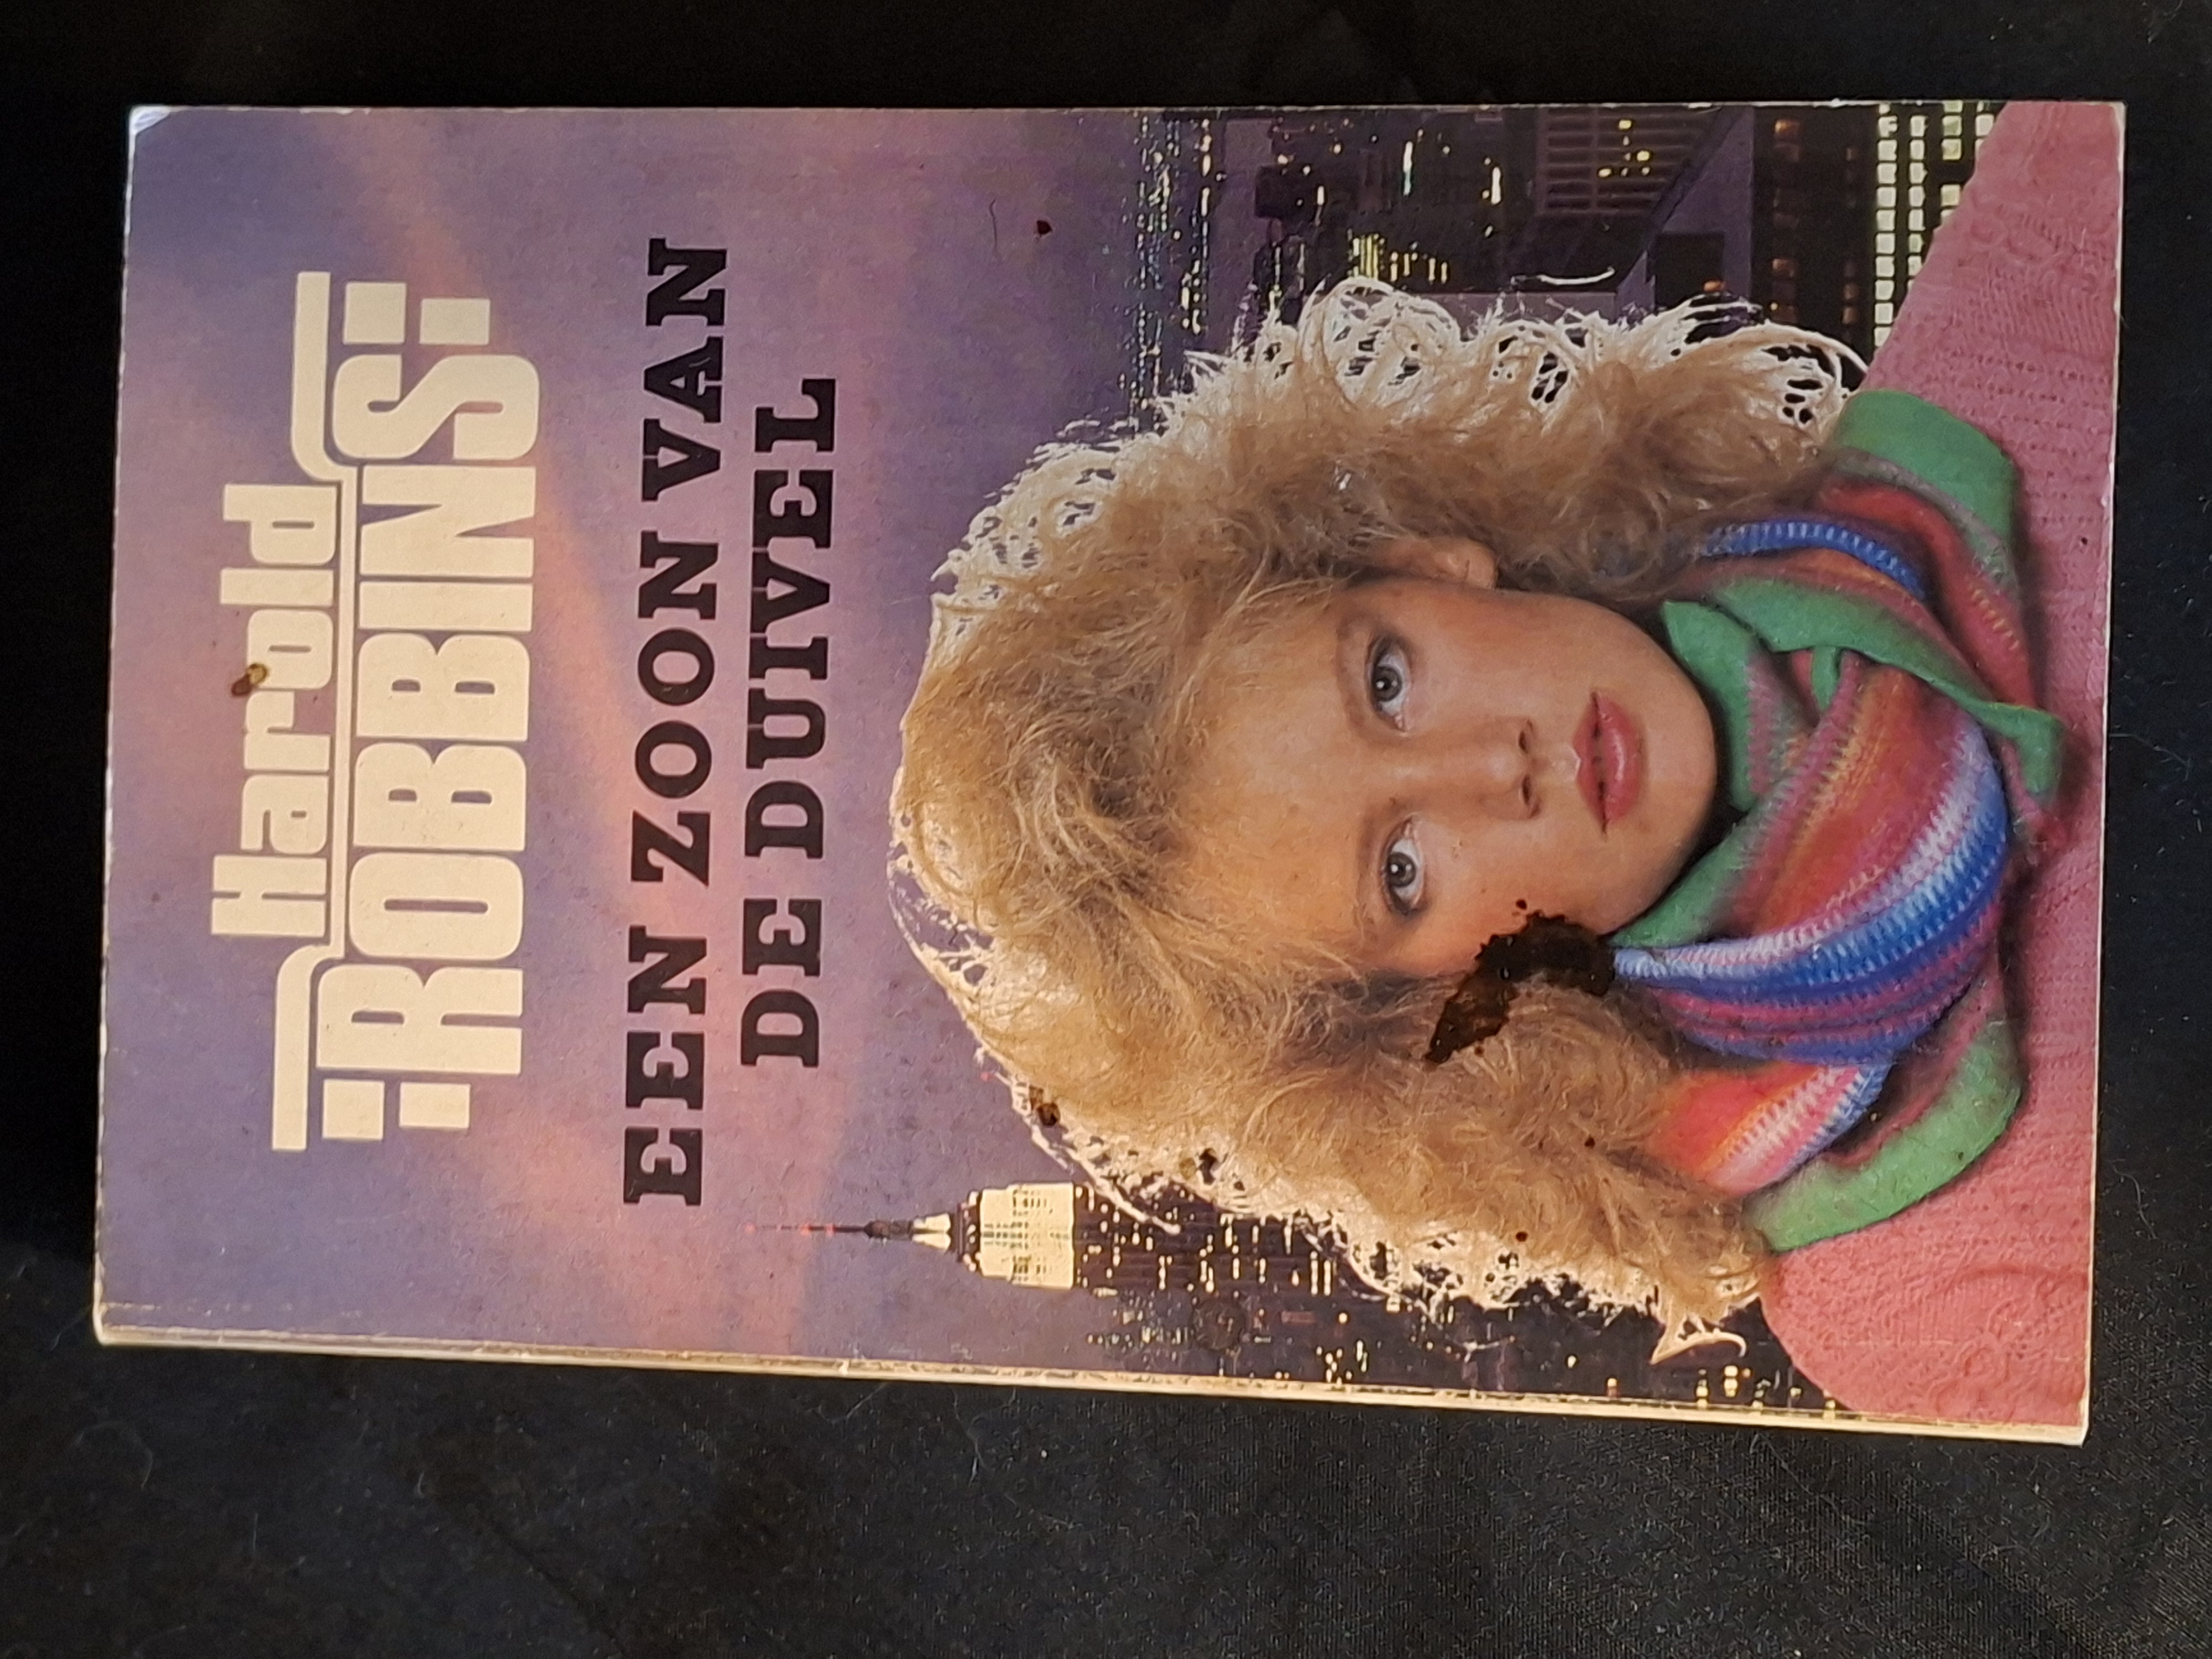 Harold
ROBBINS
EEN ZOON VAN
DE DUIVEL